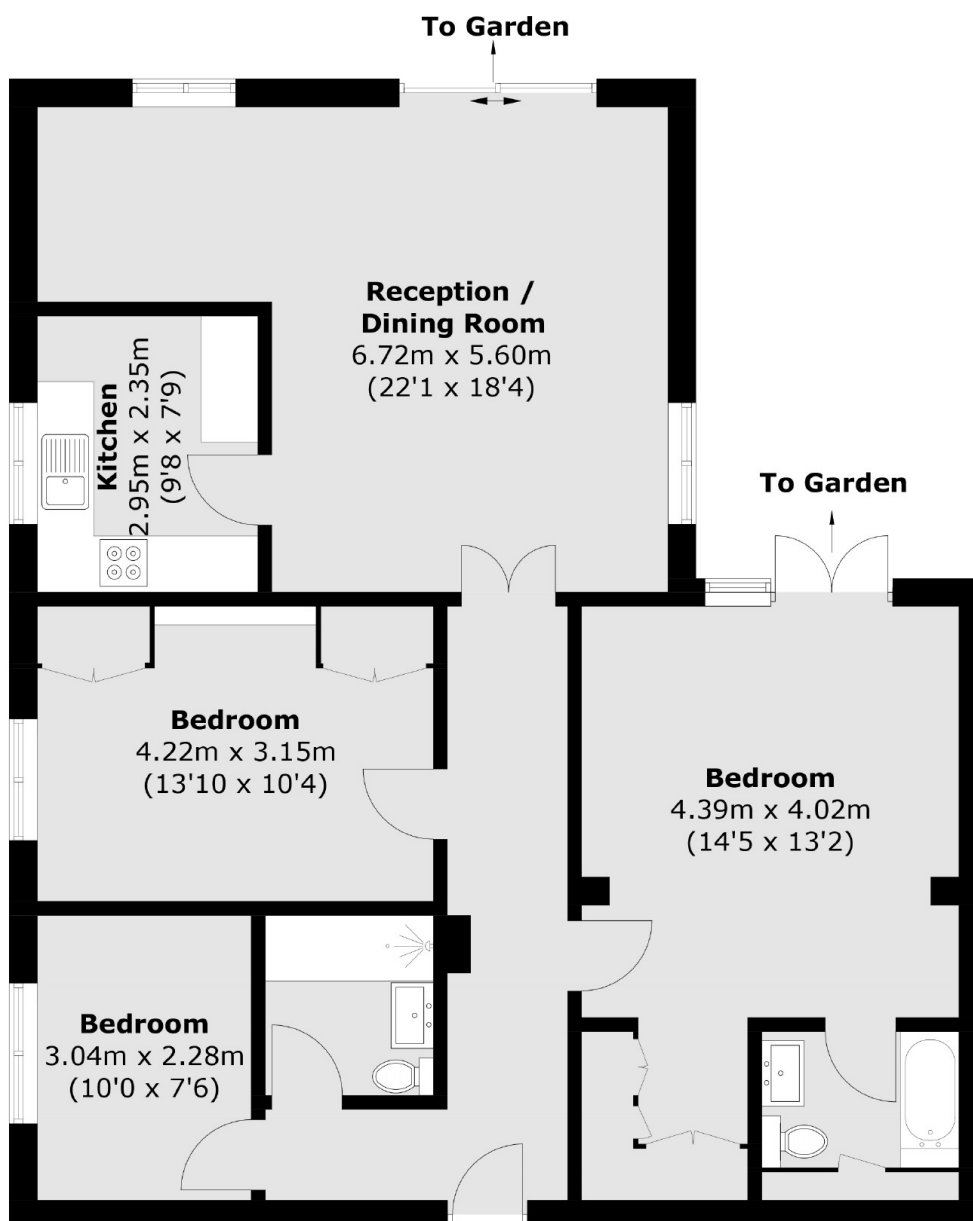 To Garden
Reception /
Dining Room
6.72m x 5.60m
(22'1 x 18'4)
Kitchen
2.95m x 2.35m
(9'8 x 7'9)
To Garden
Bedroom
4.22m x 3.15m
(13'10 x 10'4)
Bedroom
4.39m x 4.02m
(14'5 x 13'2)
Bedroom
3.04m x 2.28m
(10'0 x 7'6)